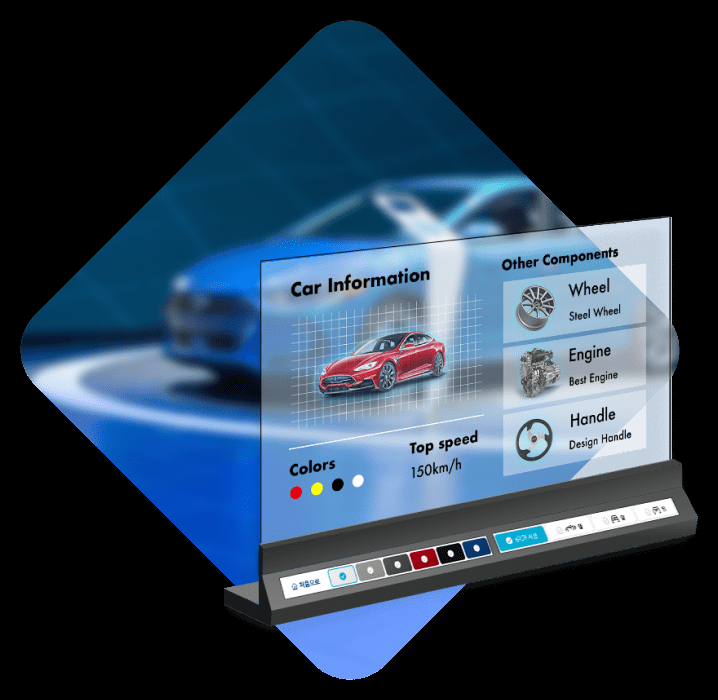 Car Information
Colors
Top speed
150km/h
Other Components
Wheel
Steel Wheel
Engine
Best Engine
Handle
Design Handle
처음으로